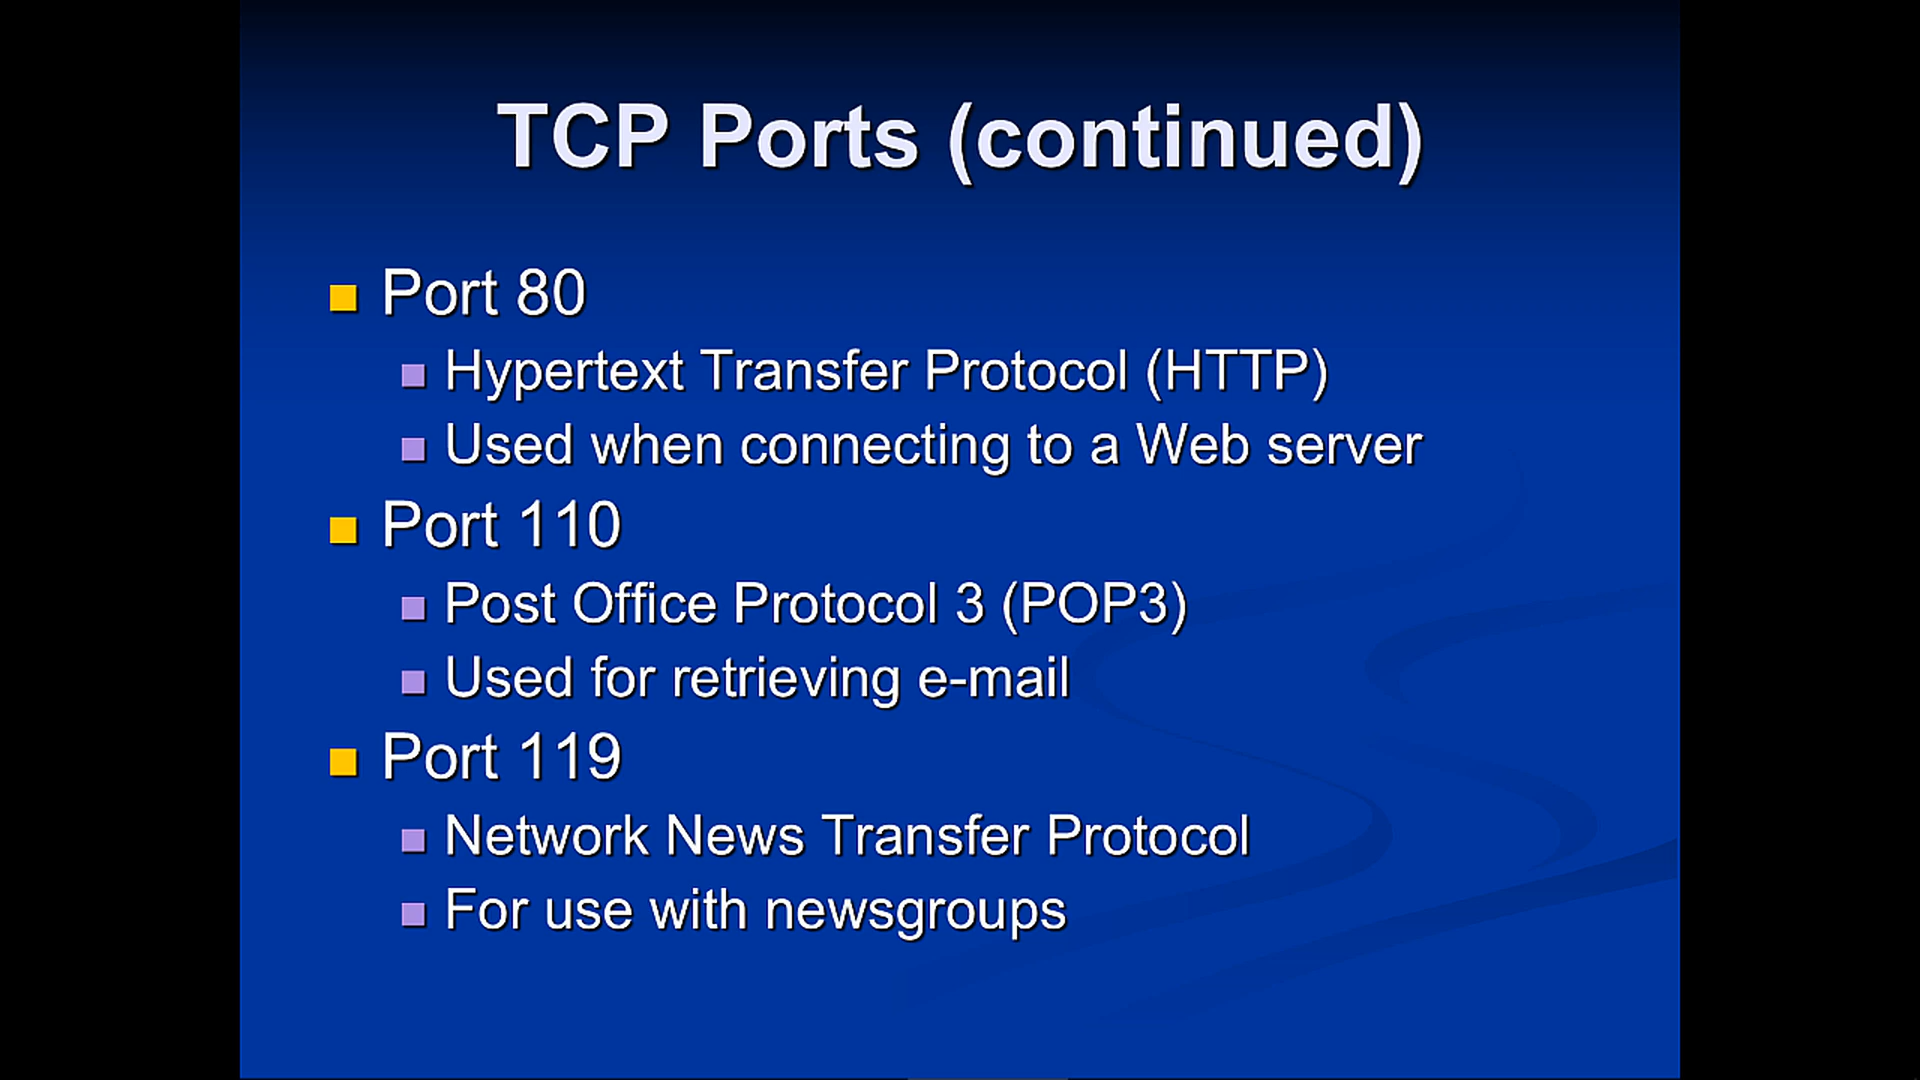 TCP Ports (continued)
Port 80
Hypertext Transfer Protocol (HTTP)
Used when connecting to a Web server
Port 110
Post Office Protocol 3 (POP3)
Used for retrieving e-mail
Port 119
Network News Transfer Protocol
For use with newsgroups